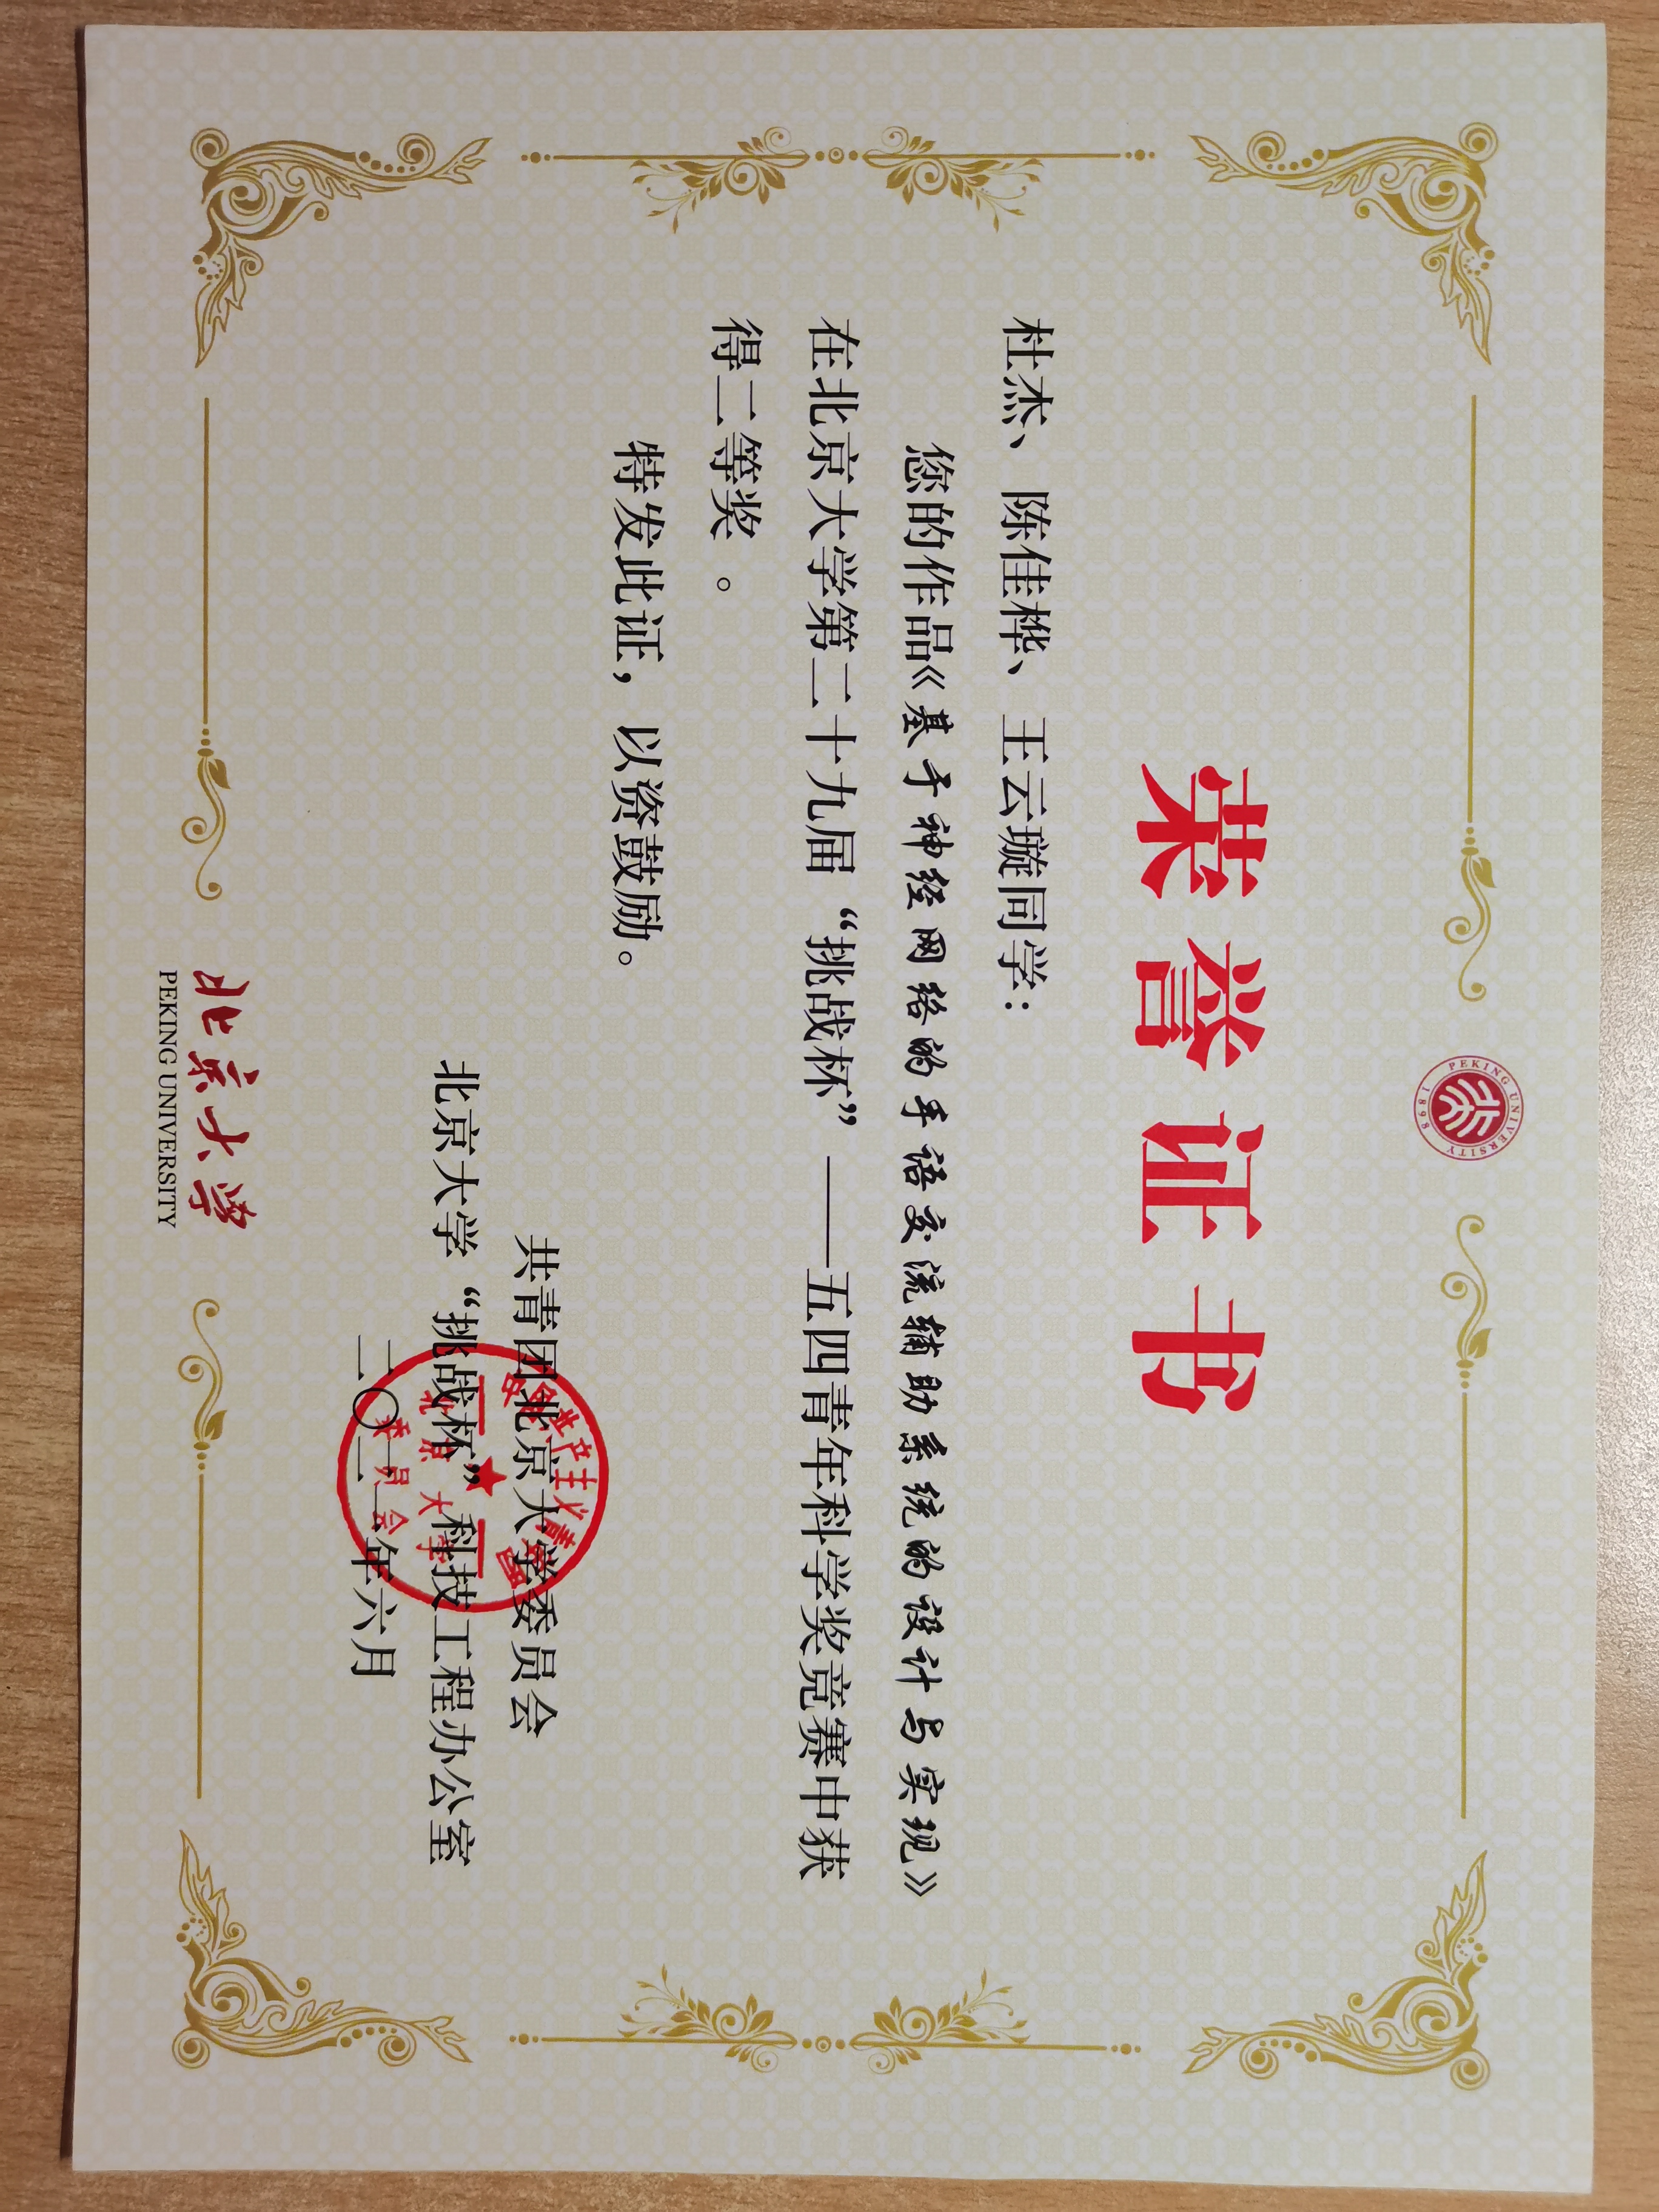 PEKING UNIVERSITY
1898
荣誉证书
杜杰、陈佳桦、王云璇同学：
您的作品《基于神经网络的手语交流辅助系统的设计与实现》
在北京大学第二十九届“挑战杯”——五四青年科学奖竞赛中获
得二等奖 。
特发此证，以资鼓励。
共青团北京大学委员会
北京大学“挑战杯”科技工程办公室
二〇二一年六月
中国共产主义青年团
北京大学
委员会
北京大学
PEKING UNIVERSITY